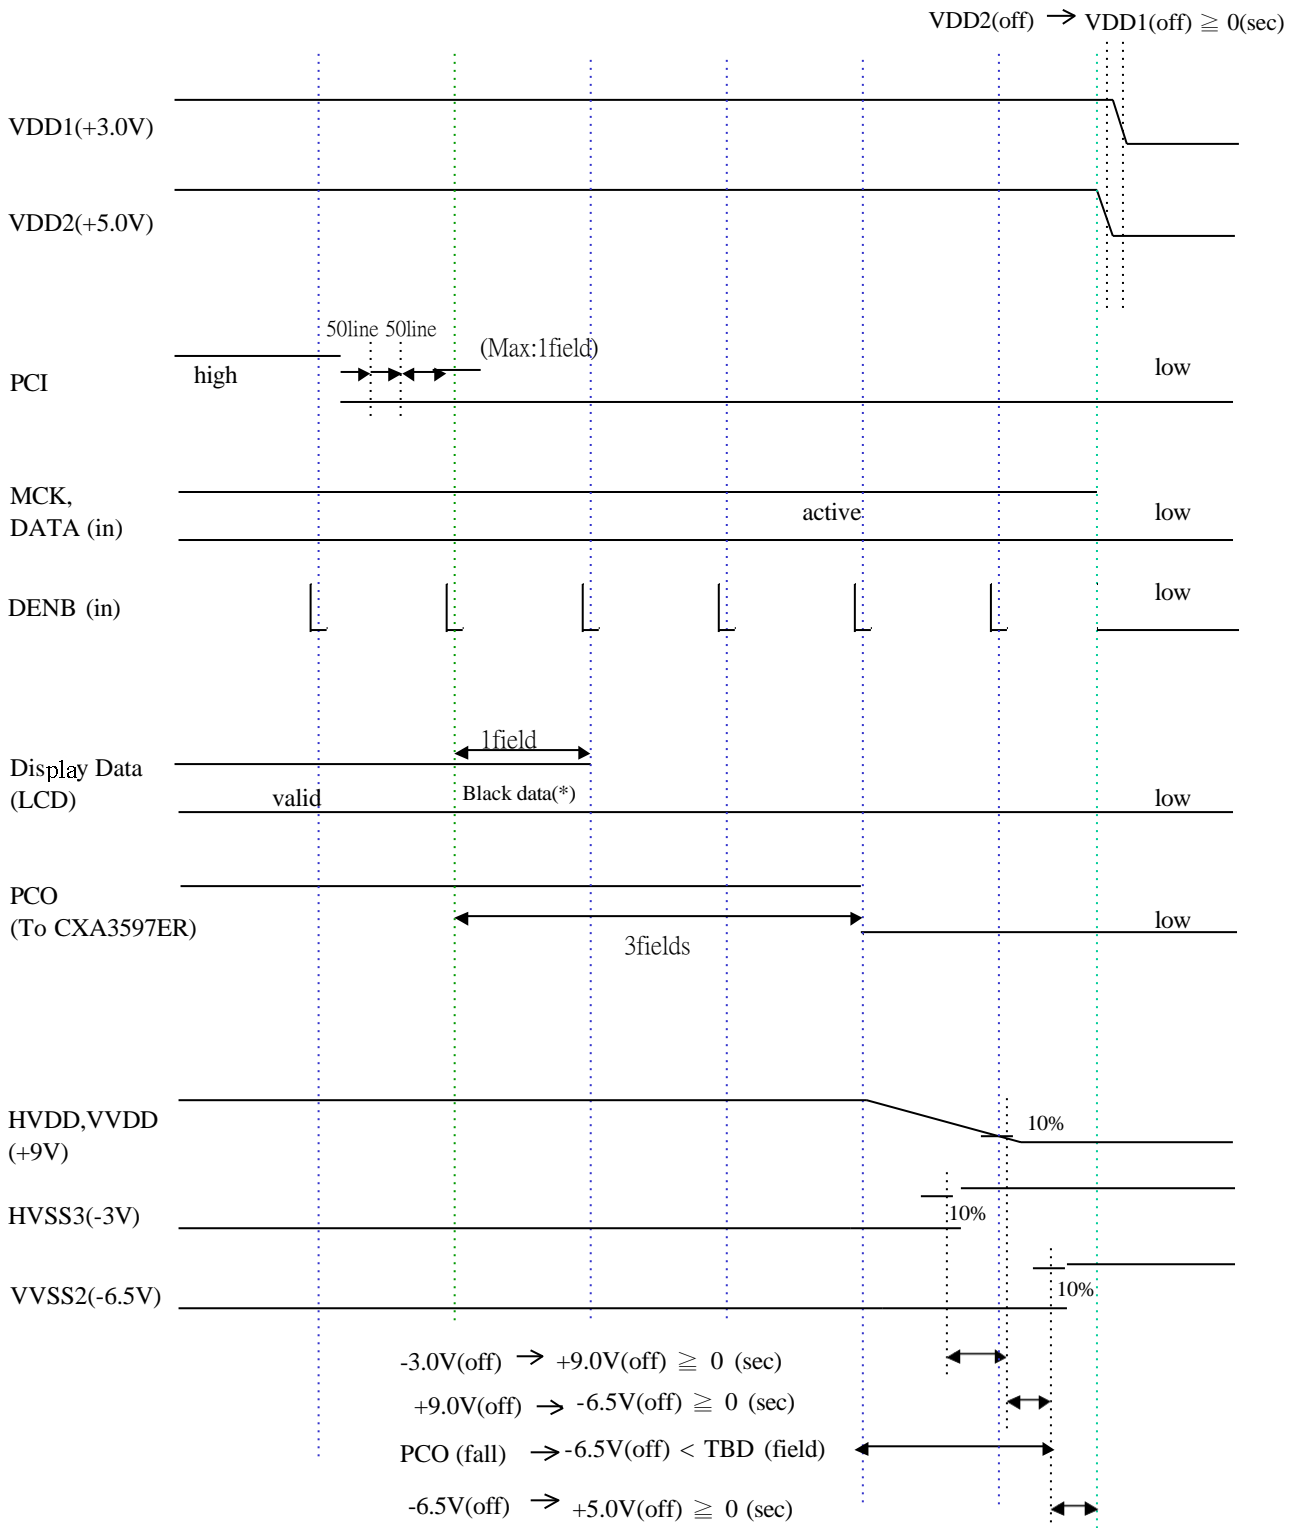 VDD2(off) → VDD1(off) ≧ 0(sec)
VDD1(+3.0V)
VDD2(+5.0V)
50line 50line
(Max:1field)
PCI
high
low
MCK,
DATA (in)
active
low
DENB (in)
low
1field
Display Data
(LCD)
valid
Black data(*)
low
PCO
(To CXA3597ER)
3fields
low
HVDD,VVDD
(+9V)
10%
HVSS3(-3V)
10%
VVSS2(-6.5V)
10%
-3.0V(off) → +9.0V(off) ≧ 0 (sec)
+9.0V(off) → -6.5V(off) ≧ 0 (sec)
PCO (fall) → -6.5V(off) < TBD (field)
-6.5V(off) → +5.0V(off) ≧ 0 (sec)